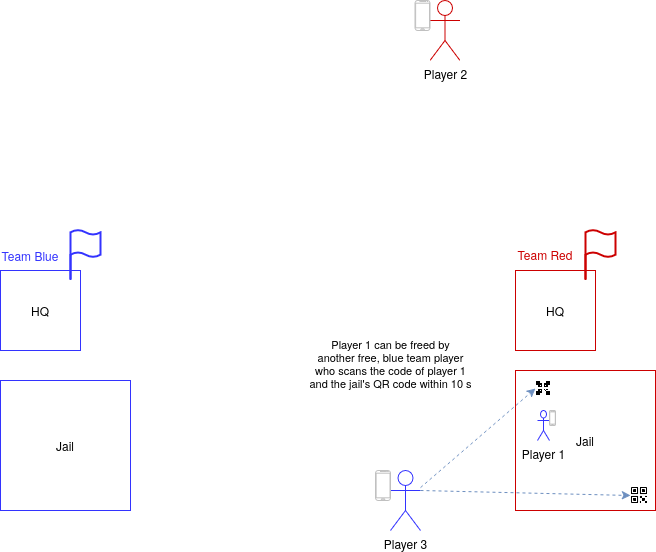 Player 2
Team Blue
Team Red
HQ
HQ
Player 1 can be freed by
another free, blue team player
who scans the code of player 1
and the jail's QR code within 10 s
Jail
Jail
Player 1
Player 3